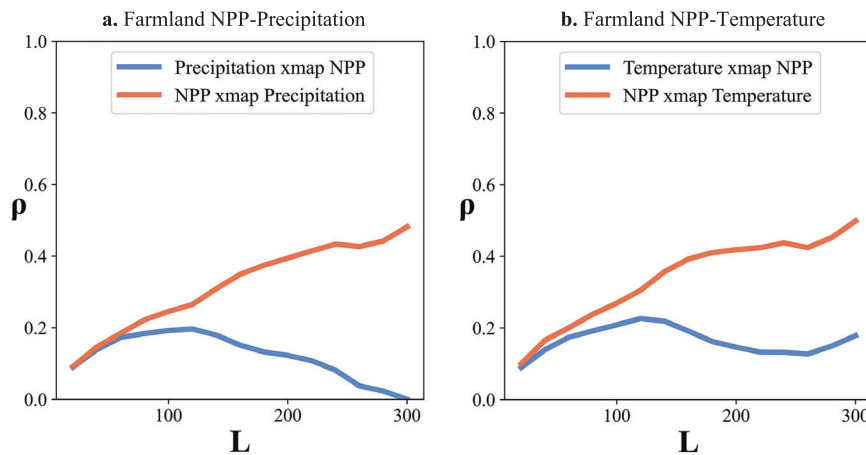 a. Farmland NPP-Precipitation
1.0
0.8
0.6
0.4
0.2
0.0
ρ
Precipitation xmap NPP
NPP xmap Precipitation
100
200
300
L
b. Farmland NPP-Temperature
1.0
0.8
0.6
0.4
0.2
0.0
ρ
Temperature xmap NPP
NPP xmap Temperature
100
200
300
L